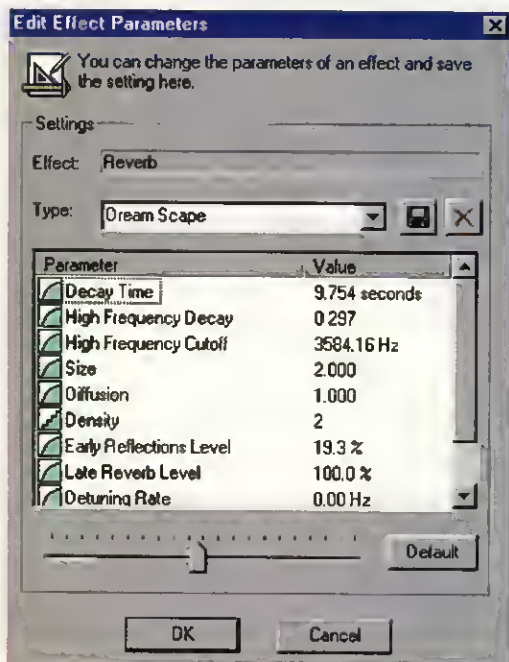 Edit Effect Parameters
You can change the parameters of an effect and save
the setting here.
Settings
Effect: Reverb
Type: Dream Scape
Parameter Value
Decay Time 9.754 seconds
High Frequency Decay 0.297
High Frequency Cutoff 3584.16 Hz
Size 2.000
Diffusion 1.000
Density 2
Early Reflections Level 19.3 %
Late Reverb Level 100.0 %
Detuning Rate 0.00 Hz
Default
OK Cancel